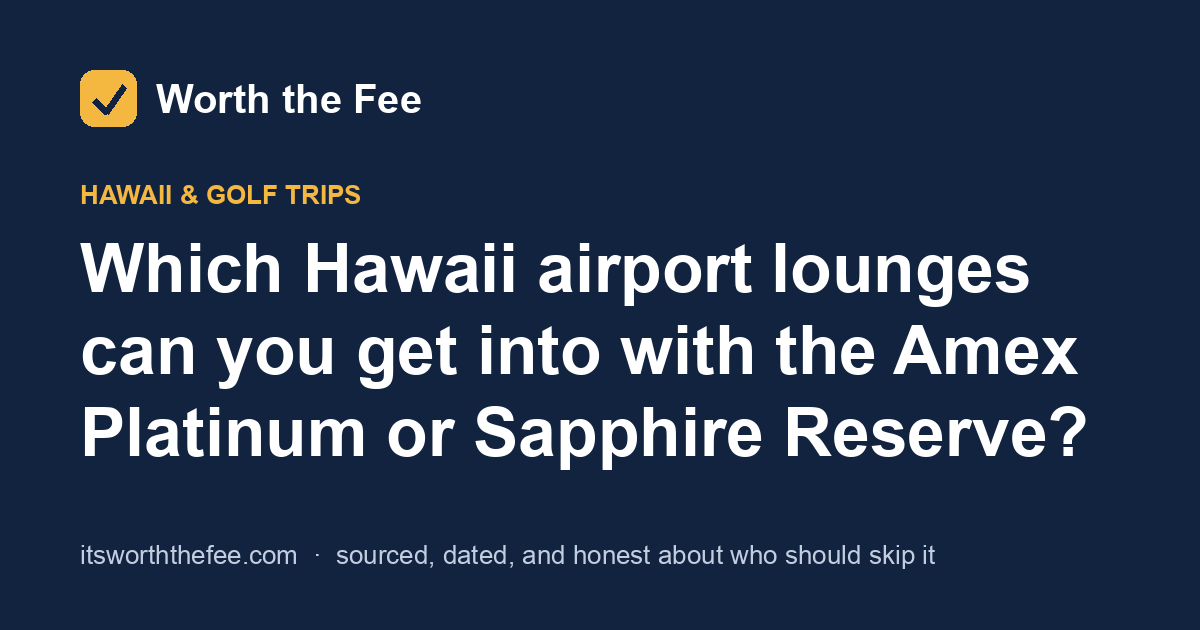 Worth the Fee
HAWAII & GOLF TRIPS
Which Hawaii airport lounges
can you get into with the Amex
Platinum or Sapphire Reserve?
itsworththefee.com · sourced, dated, and honest about who should skip it